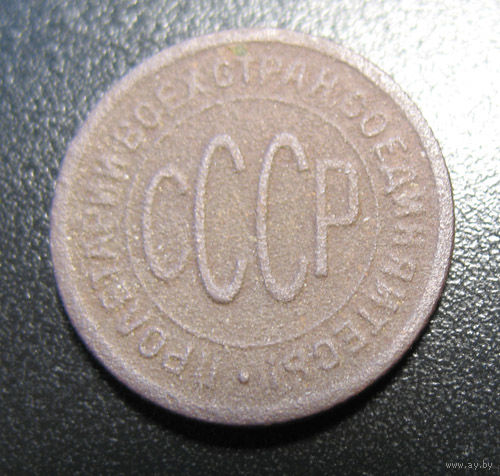 ПРОЛЕТАРИИ ВСЕХ СТРАН, СОЕДИНЯЙТЕСЬ!
СССР
www.ay.by